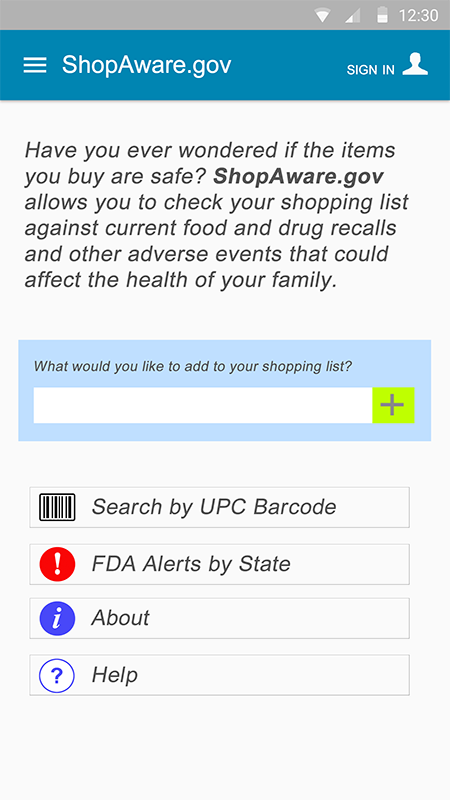 12:30
ShopAware.gov
SIGN IN
Have you ever wondered if the items
you buy are safe? ShopAware.gov
allows you to check your shopping list
against current food and drug recalls
and other adverse events that could
affect the health of your family.
What would you like to add to your shopping list?
+
Search by UPC Barcode
! FDA Alerts by State
i About
? Help